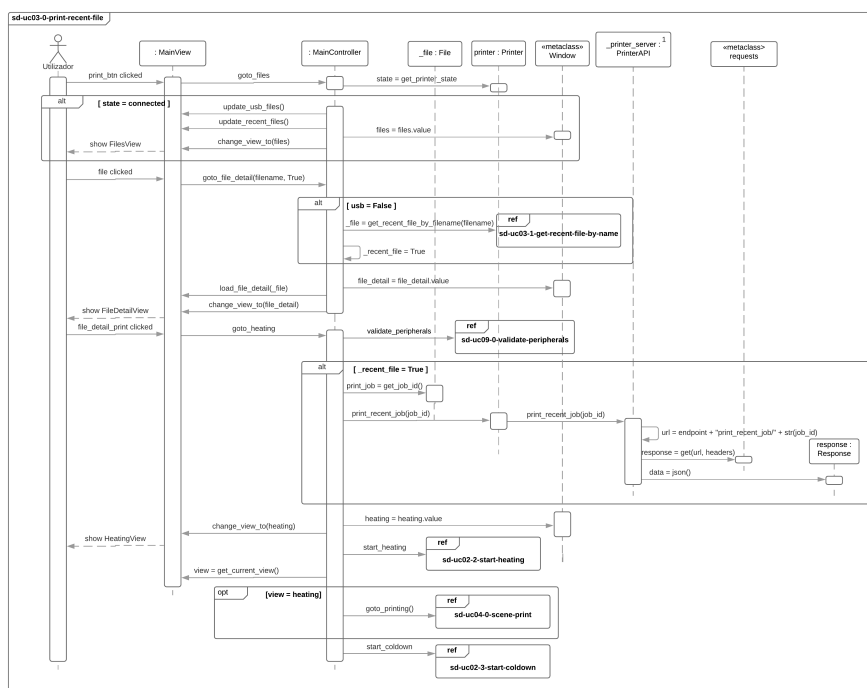 sd-uc03-0-print-recent-file
Utilizador
: MainView
: MainController
_file : File
printer : Printer
«metaclass»
Window
1
_printer_server :
PrinterAPI
«metaclass»
requests
print_btn clicked
goto_files
state = get_printer_state
alt
[ state = connected ]
update_usb_files()
update_recent_files()
files = files.value
change_view_to(files)
show FilesView
file clicked
goto_file_detail(filename, True)
alt
[ usb = False ]
_file = get_recent_file_by_filename(filename)
ref
sd-uc03-1-get-recent-file-by-name
_recent_file = True
file_detail = file_detail.value
load_file_detail(_file)
change_view_to(file_detail)
show FileDetailView
file_detail_print clicked
goto_heating
validate_peripherals
ref
sd-uc09-0-validate-peripherals
alt
[ _recent_file = True ]
print_job = get_job_id()
print_recent_job(job_id)
print_recent_job(job_id)
url = endpoint + "print_recent_job/" + str(job_id)
response = get(url, headers)
response :
Response
data = json()
heating = heating.value
change_view_to(heating)
show HeatingView
start_heating
ref
sd-uc02-2-start-heating
view = get_current_view()
opt
[view = heating]
goto_printing()
ref
sd-uc04-0-scene-print
start_coldown
ref
sd-uc02-3-start-coldown